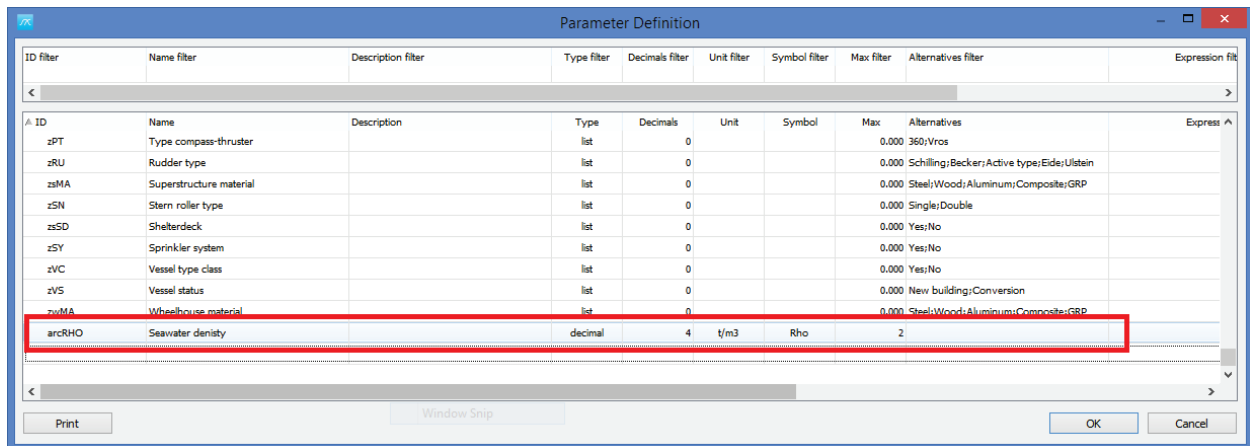 Parameter Definition
ID filter Name filter Description filter Type filter Decimals filter Unit filter Symbol filter Max filter Alternatives filter Expression filt
ID Name Description Type Decimals Unit Symbol Max Alternatives Express
zPT Type compass-thruster list 0 0.000 360;Vros
zRU Rudder type list 0 0.000 Schilling;Becker;Active type;Eide;Ulstein
zsMA Superstructure material list 0 0.000 Steel;Wood;Aluminum;Composite;GRP
zSN Stern roller type list 0 0.000 Single;Double
zsSD Shelterdeck list 0 0.000 Yes;No
zSY Sprinkler system list 0 0.000 Yes;No
zVC Vessel type class list 0 0.000 Yes;No
zVS Vessel status list 0 0.000 New building;Conversion
zwMA Wheelhouse material list 0 0.000 Steel;Wood;Aluminum;Composite;GRP
arcRHO Seawater denisty decimal 4 t/m3 Rho 2
Window Snip
Print OK Cancel